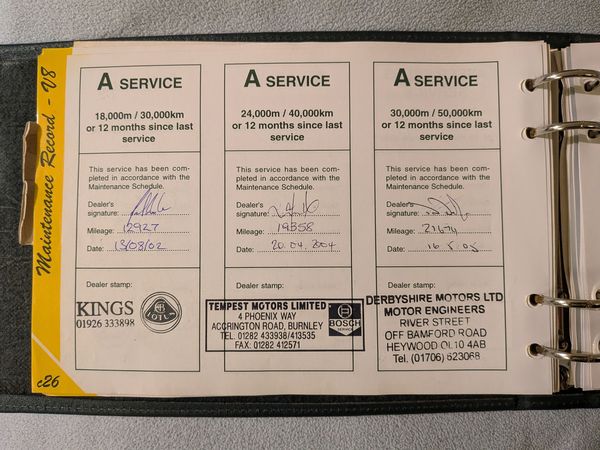 Maintenance Record - V8
A SERVICE
18,000m / 30,000km
or 12 months since last
service
This service has been com-
pleted in accordance with the
Maintenance Schedule.
Dealer's
signature:
Mileage: 12927
Date: 13/08/02
Dealer stamp:
KINGS
01926 333898
LOTUS
A SERVICE
24,000m / 40,000km
or 12 months since last
service
This service has been com-
pleted in accordance with the
Maintenance Schedule.
Dealer's
signature:
Mileage: 19358
Date: 20.04.2004
Dealer stamp:
TEMPEST MOTORS LIMITED
4 PHOENIX WAY
ACCRINGTON ROAD, BURNLEY
TEL. 01282 433938/413535
FAX: 01282 412571
BOSCH
SERVICE
A SERVICE
30,000m / 50,000km
or 12 months since last
service
This service has been com-
pleted in accordance with the
Maintenance Schedule.
Dealer's
signature:
Mileage: 21674
Date: 16.5.05
Dealer stamp:
DERBYSHIRE MOTORS LTD
MOTOR ENGINEERS
RIVER STREET
OFF BAMFORD ROAD
HEYWOOD OL10 4AB
Tel. (01706) 623068
c26